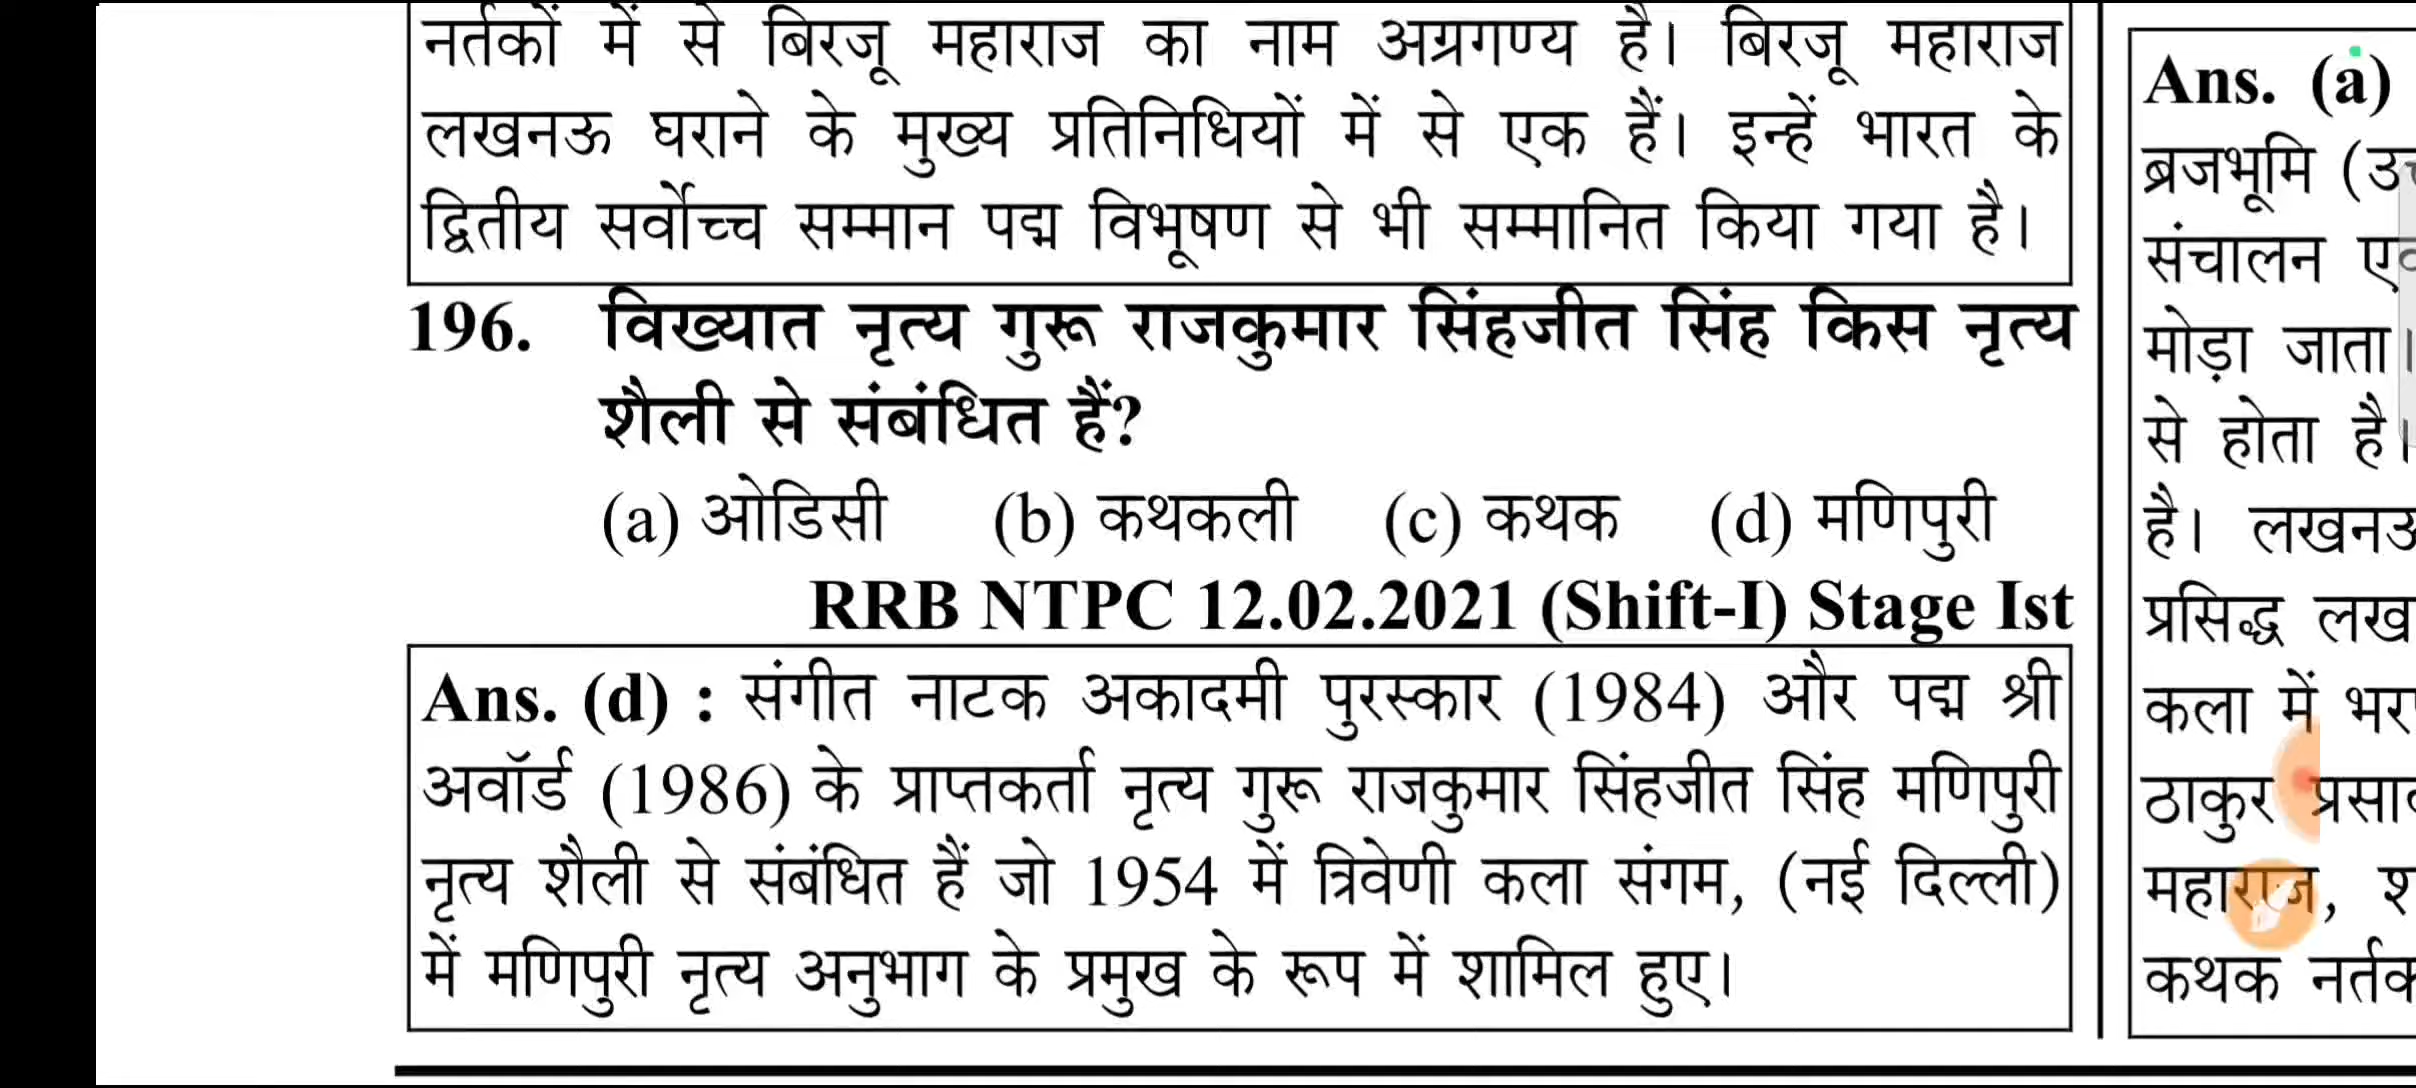 नर्तकों में से बिरजू महाराज का नाम अग्रगण्य है। बिरजू महाराज
लखनऊ घराने के मुख्य प्रतिनिधियों में से एक हैं। इन्हें भारत के
द्वितीय सर्वोच्च सम्मान पद्म विभूषण से भी सम्मानित किया गया है।
196. विख्यात नृत्य गुरू राजकुमार सिंहजीत सिंह किस नृत्य
शैली से संबंधित हैं?
(a) ओडिसी (b) कथकली (c) कथक (d) मणिपुरी
RRB NTPC 12.02.2021 (Shift-I) Stage Ist
Ans. (d) : संगीत नाटक अकादमी पुरस्कार (1984) और पद्म श्री
अवॉर्ड (1986) के प्राप्तकर्ता नृत्य गुरू राजकुमार सिंहजीत सिंह मणिपुरी
नृत्य शैली से संबंधित हैं जो 1954 में त्रिवेणी कला संगम, (नई दिल्ली)
में मणिपुरी नृत्य अनुभाग के प्रमुख के रूप में शामिल हुए।
Ans. (a)
ब्रजभूमि
संचालन
मोड़ा जाता
से होता है।
है।
प्रसिद्ध
कला में
ठाकुर
महाराज,
कथक